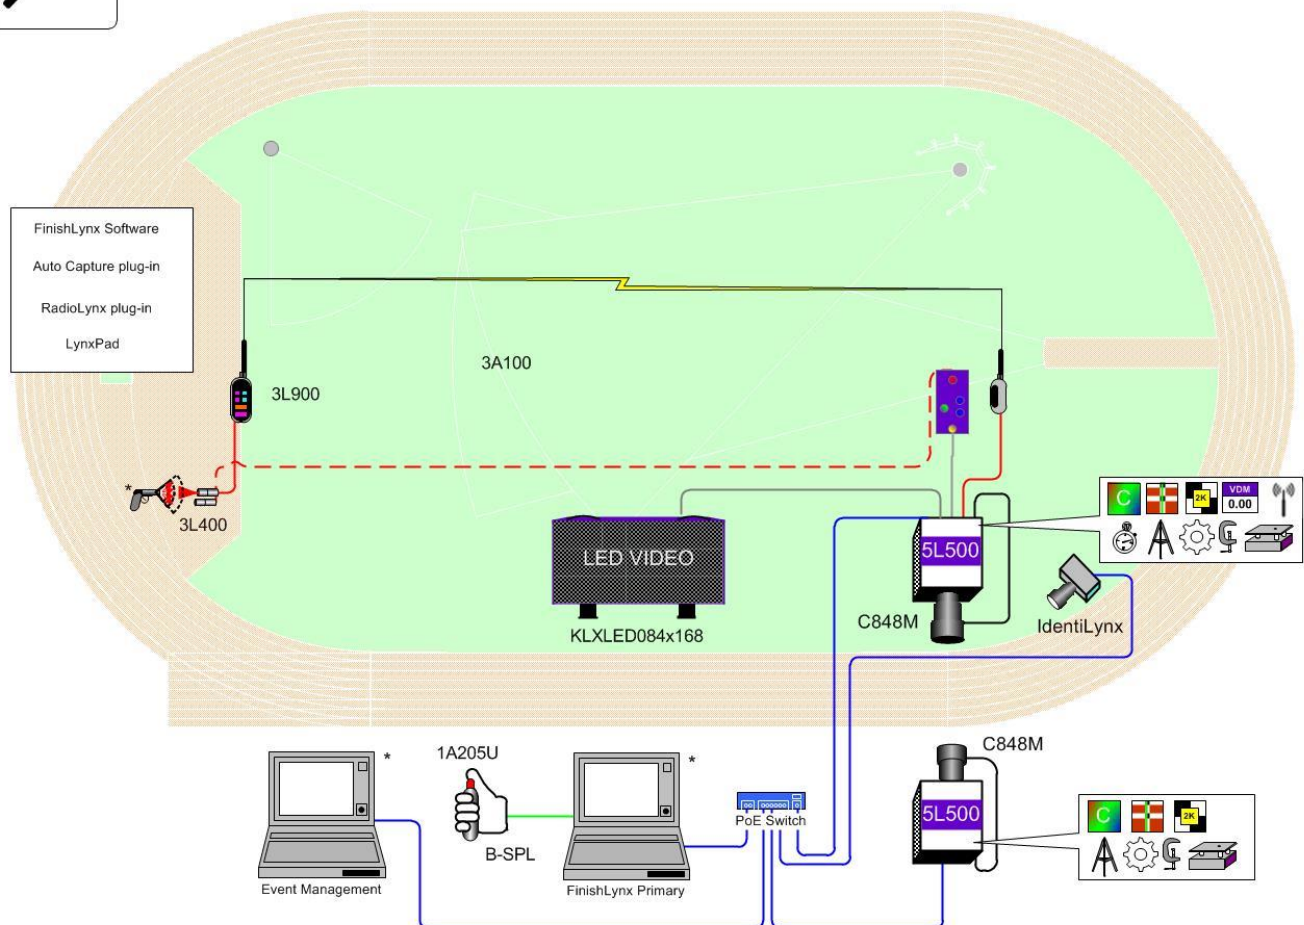 FinishLynx Software
Auto Capture plug-in
RadioLynx plug-in
LynxPad
3A100
3L900
*
3L400
LED VIDEO
KLXLED084x168
5L500
C848M
C
2K
VDM
0.00
IdentiLynx
*
Event Management
1A205U
B-SPL
*
FinishLynx Primary
PoE Switch
C848M
5L500
C
2K